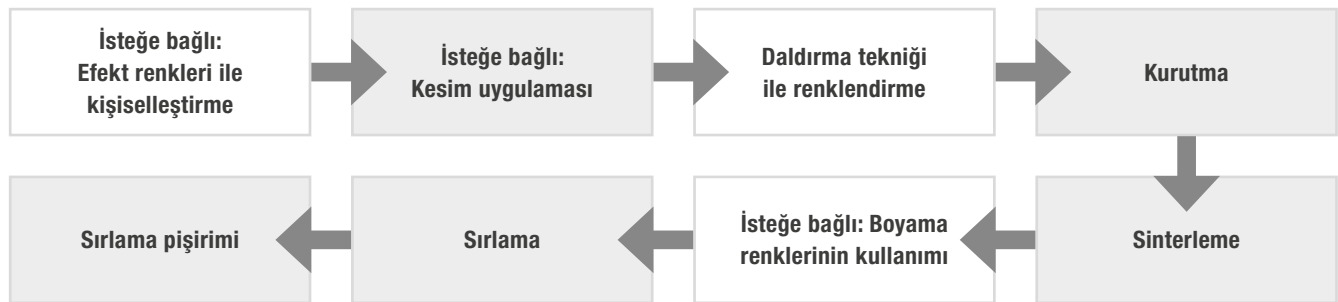 İsteğe bağlı:
Efekt renkleri ile
kişiselleştirme
İsteğe bağlı:
Kesim uygulaması
Daldırma tekniği
ile renklendirme
Kurutma
Sinterleme
İsteğe bağlı: Boyama
renklerinin kullanımı
Sırlama
Sırlama pişirimi